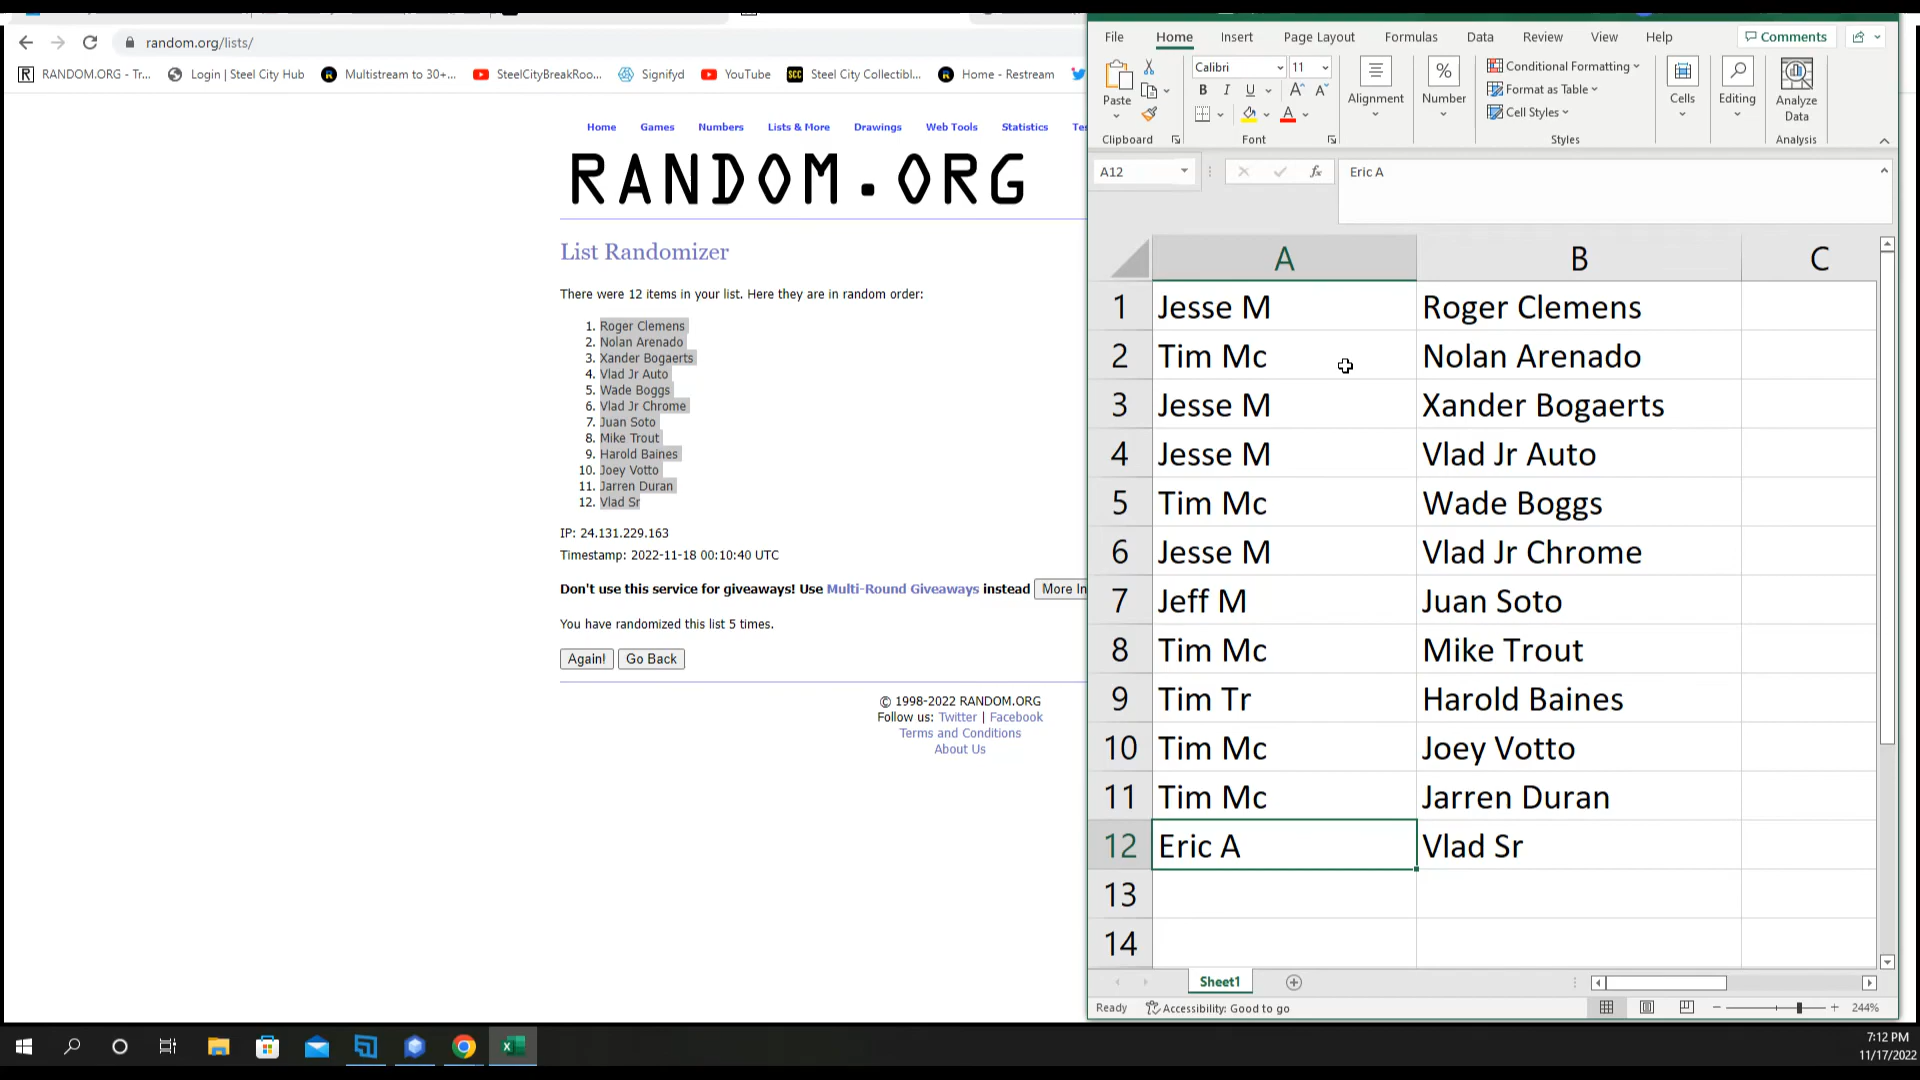 random.org/lists/
RANDOM.ORG - Tr...
Login | Steel City Hub
Multistream to 30+...
SteelCityBreakRoo...
Signifyd
YouTube
Steel City Collectibl...
Home - Restream
Home Games Numbers Lists & More Drawings Web Tools Statistics
RANDOM.ORG
List Randomizer
There were 12 items in your list. Here they are in random order:
1. Roger Clemens
2. Nolan Arenado
3. Xander Bogaerts
4. Vlad Jr Auto
5. Wade Boggs
6. Vlad Jr Chrome
7. Juan Soto
8. Mike Trout
9. Harold Baines
10. Joey Votto
11. Jarren Duran
12. Vlad Sr
IP: 24.131.229.163
Timestamp: 2022-11-18 00:10:40 UTC
Don't use this service for giveaways! Use Multi-Round Giveaways instead More In
You have randomized this list 5 times.
Again! Go Back
© 1998-2022 RANDOM.ORG
Follow us: Twitter | Facebook
Terms and Conditions
About Us
File Home Insert Page Layout Formulas Data Review View Help Comments
Calibri 11
Paste
B I U
Alignment
Number
Conditional Formatting
Format as Table
Cell Styles
Cells
Editing
Analyze
Data
Clipboard Font Styles Analysis
A12 fx Eric A
A B C
1 Jesse M Roger Clemens
2 Tim Mc Nolan Arenado
3 Jesse M Xander Bogaerts
4 Jesse M Vlad Jr Auto
5 Tim Mc Wade Boggs
6 Jesse M Vlad Jr Chrome
7 Jeff M Juan Soto
8 Tim Mc Mike Trout
9 Tim Tr Harold Baines
10 Tim Mc Joey Votto
11 Tim Mc Jarren Duran
12 Eric A Vlad Sr
13
14
Sheet1
Ready Accessibility: Good to go 244%
7:12 PM
11/17/2022